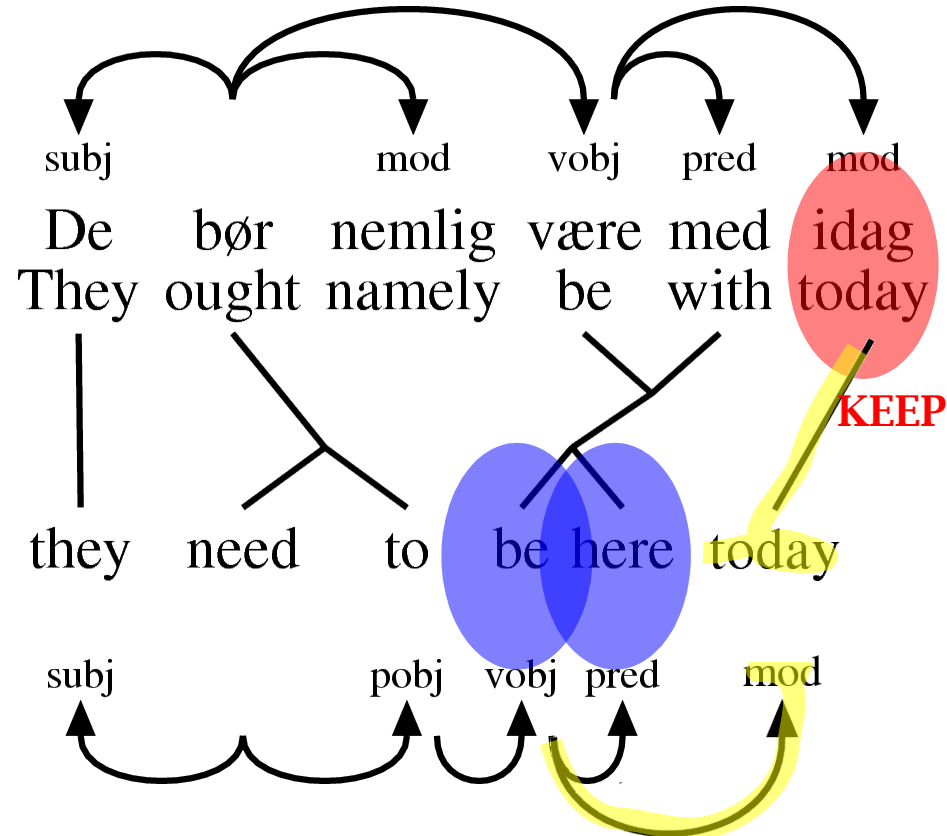 subj mod vobj pred mod
De bør nemlig være med idag
They ought namely be with today
KEEP
they need to be here today
subj pobj vobj pred mod